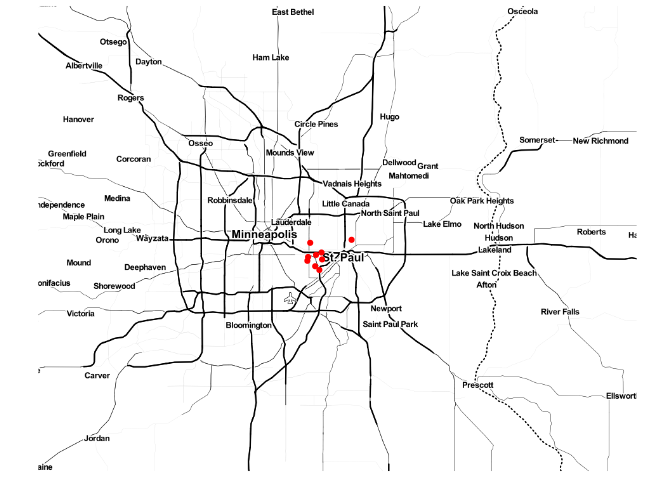 East Bethel
Osceola
Otsego
Dayton
Ham Lake
Albertville
Rogers
Hanover
Circle Pines
Hugo
Osseo
Somerset
New Richmond
Greenfield
ockford
Corcoran
Mounds View
Dellwood
Grant
Mahtomedi
Vadnais Heights
Medina
Robbinsdale
Little Canada
Oak Park Heights
dependence
Maple Plain
North Saint Paul
Lauderdale
Lake Elmo
North Hudson
Long Lake
Orono
Wayzata
Minneapolis
Hudson
Roberts
Ha
Lakeland
St. Paul
Mound
Deephaven
Lake Saint Croix Beach
Afton
onifacius
Shorewood
Victoria
Newport
River Falls
Bloomington
Saint Paul Park
Carver
Prescott
Ellswort
Jordan
aine